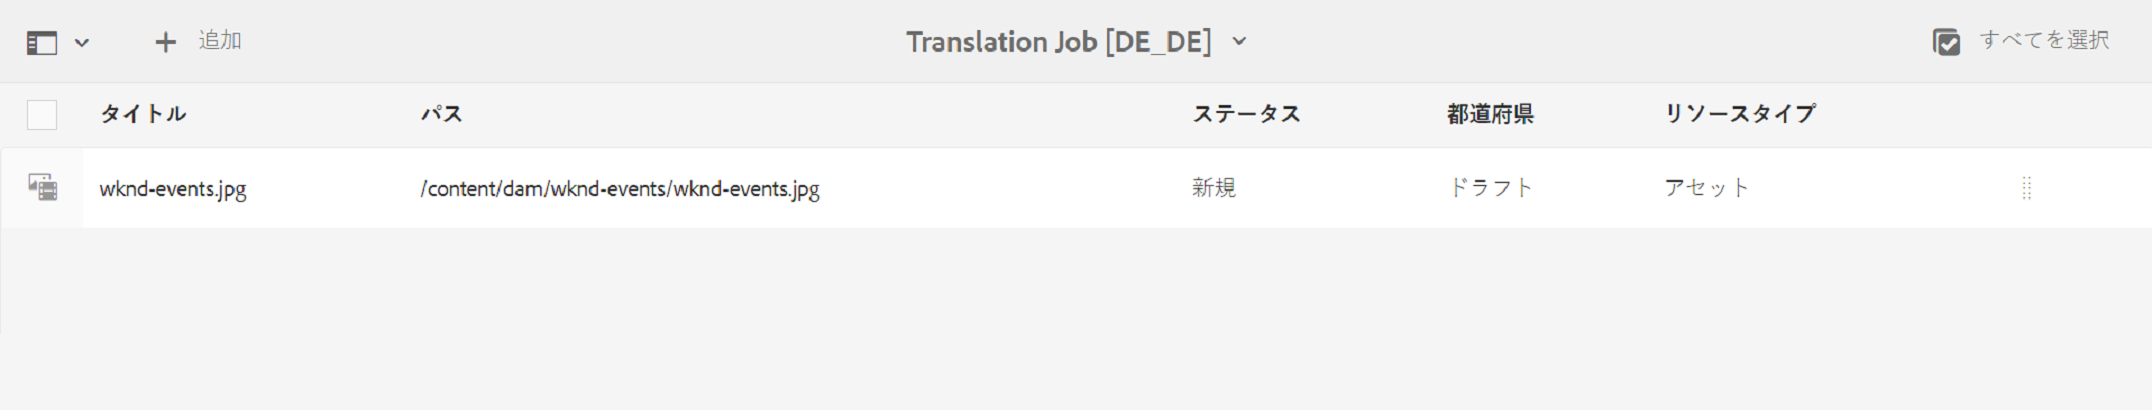 追加 Translation Job [DE_DE] すべてを選択
タイトル パス ステータス 都道府県 リソースタイプ
wknd-events.jpg /content/dam/wknd-events/wknd-events.jpg 新規 ドラフト アセット